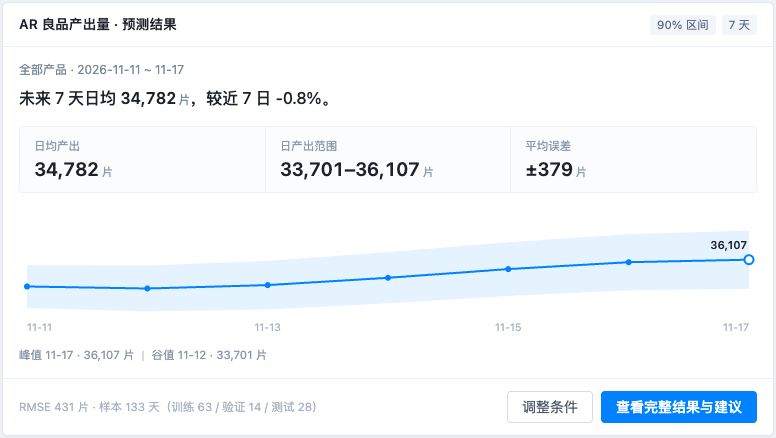 AR 良品产出量 · 预测结果
90% 区间
7 天
全部产品 · 2026-11-11 ~ 11-17
未来 7 天日均 34,782 片，较近 7 日 -0.8%。
日均产出
34,782 片
日产出范围
33,701–36,107 片
平均误差
±379 片
36,107
11-11
11-13
11-15
11-17
峰值 11-17 · 36,107 片 | 谷值 11-12 · 33,701 片
RMSE 431 片 · 样本 133 天（训练 63 / 验证 14 / 测试 28）
调整条件
查看完整结果与建议